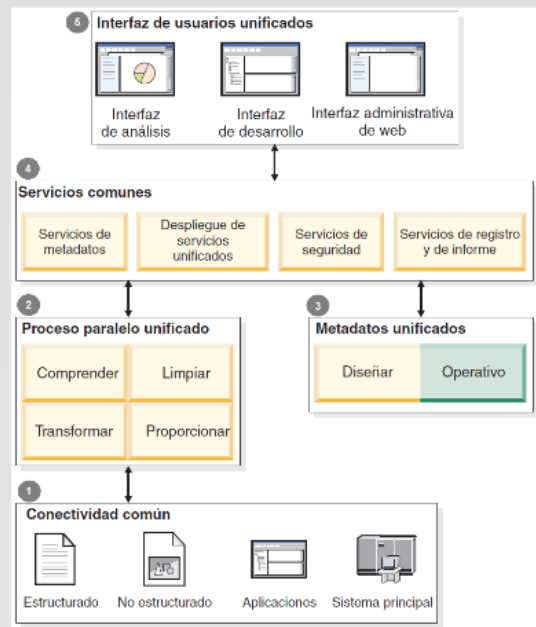 5 Interfaz de usuarios unificados
Interfaz de análisis
Interfaz de desarrollo
Interfaz administrativa de web
4
Servicios comunes
Servicios de metadatos
Despliegue de servicios unificados
Servicios de seguridad
Servicios de registro y de informe
2
Proceso paralelo unificado
Comprender
Limpiar
Transformar
Proporcionar
3
Metadatos unificados
Diseñar
Operativo
1
Conectividad común
Estructurado
No estructurado
Aplicaciones
Sistema principal